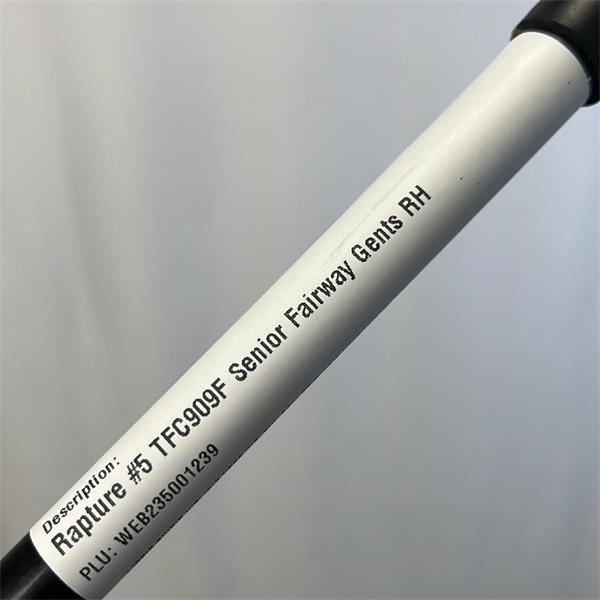 Description:
Rapture #5 TFC909F Senior Fairway Gents RH
PLU: WEB235001239